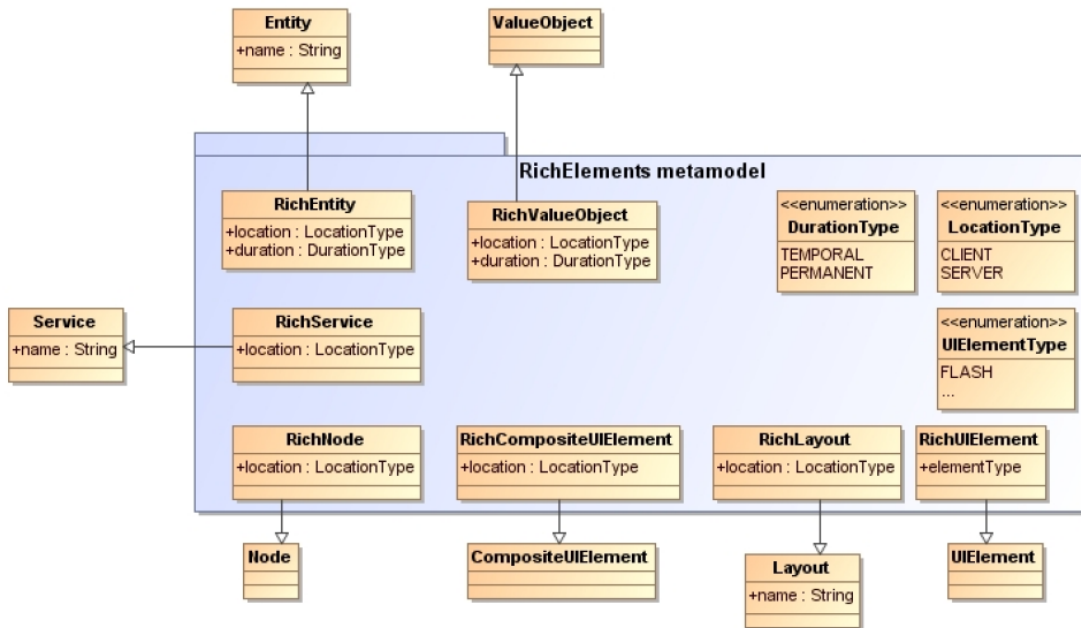 Entity
+name : String
ValueObject
RichElements metamodel
RichEntity
+location : LocationType
+duration : DurationType
RichValueObject
+location : LocationType
+duration : DurationType
<<enumeration>>
DurationType
TEMPORAL
PERMANENT
<<enumeration>>
LocationType
CLIENT
SERVER
Service
+name : String
RichService
+location : LocationType
<<enumeration>>
UIElementType
FLASH
...
RichNode
+location : LocationType
RichCompositeUIElement
+location : LocationType
RichLayout
+location : LocationType
RichUIElement
+elementType
Node
CompositeUIElement
Layout
+name : String
UIElement